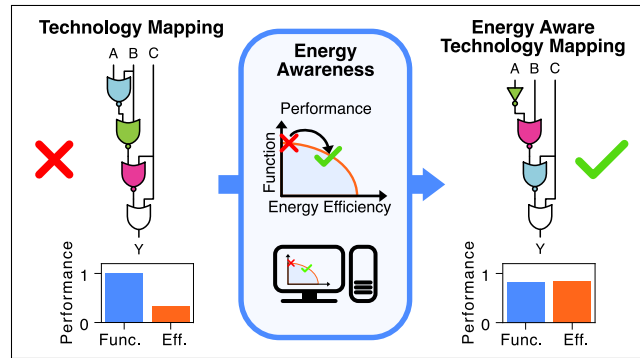 Technology Mapping
A B C
Y
Performance
1
0
Func. Eff.
Energy
Awareness
Performance
Function
Energy Efficiency
Energy Aware
Technology Mapping
A B C
Y
Performance
1
0
Func. Eff.